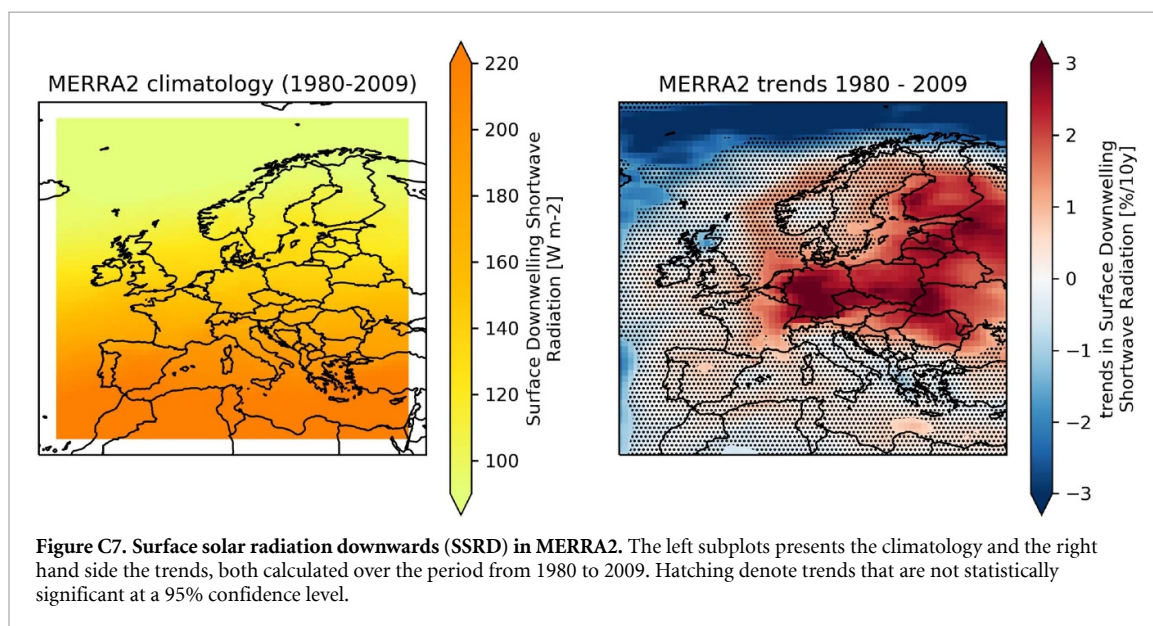 MERRA2 climatology (1980-2009)
220
200
180
160
140
120
100
Surface Downwelling Shortwave
Radiation [W m-2]
MERRA2 trends 1980 - 2009
3
2
1
0
−1
−2
−3
trends in Surface Downwelling
Shortwave Radiation [%/10y]
Figure C7. Surface solar radiation downwards (SSRD) in MERRA2. The left subplots presents the climatology and the right
hand side the trends, both calculated over the period from 1980 to 2009. Hatching denote trends that are not statistically
significant at a 95% confidence level.